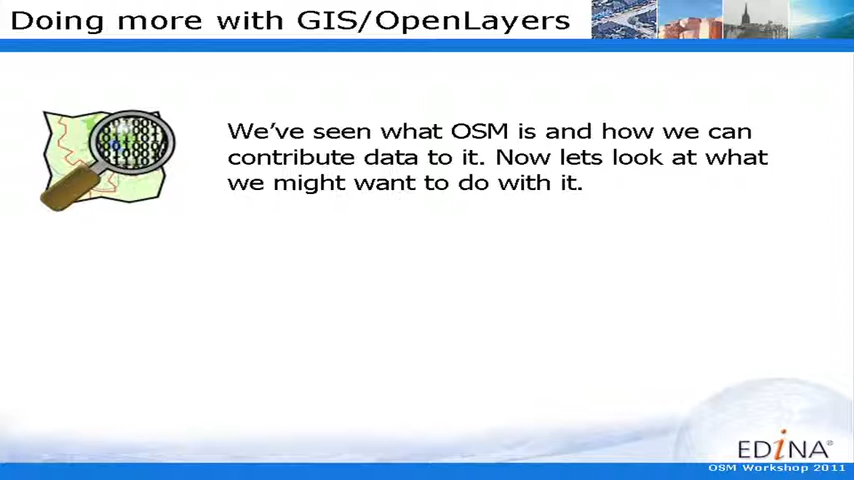 Doing more with GIS/OpenLayers
We've seen what OSM is and how we can
contribute data to it. Now lets look at what
we might want to do with it.
EDINA®
OSM Workshop 2011